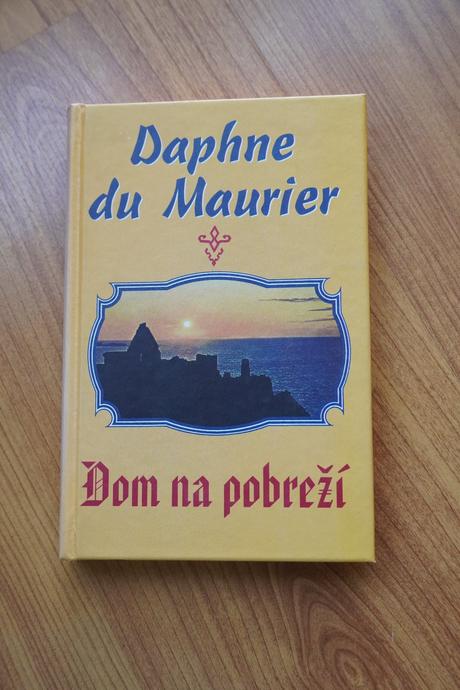 Daphne
du Maurier
Dom na pobreží